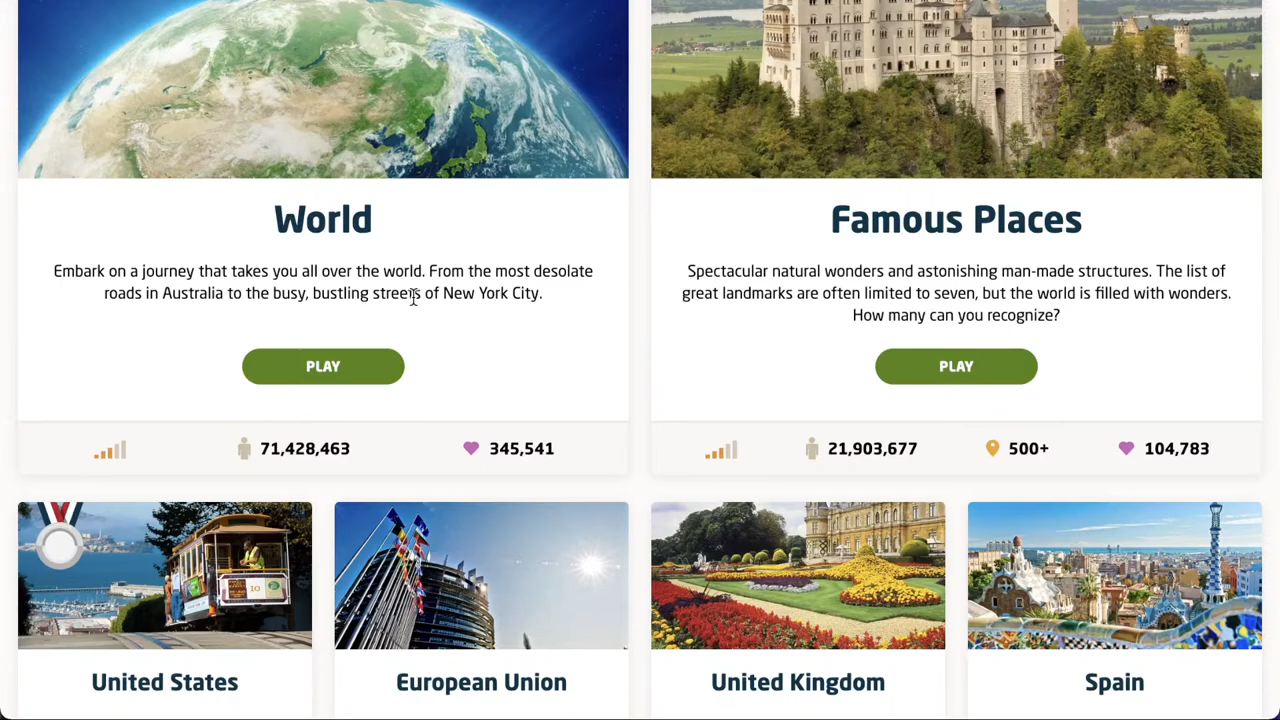 World
Embark on a journey that takes you all over the world. From the most desolate
roads in Australia to the busy, bustling streets of New York City.
PLAY
71,428,463
345,541
Famous Places
Spectacular natural wonders and astonishing man-made structures. The list of
great landmarks are often limited to seven, but the world is filled with wonders.
How many can you recognize?
PLAY
21,903,677
500+
104,783
10
United States
European Union
United Kingdom
Spain